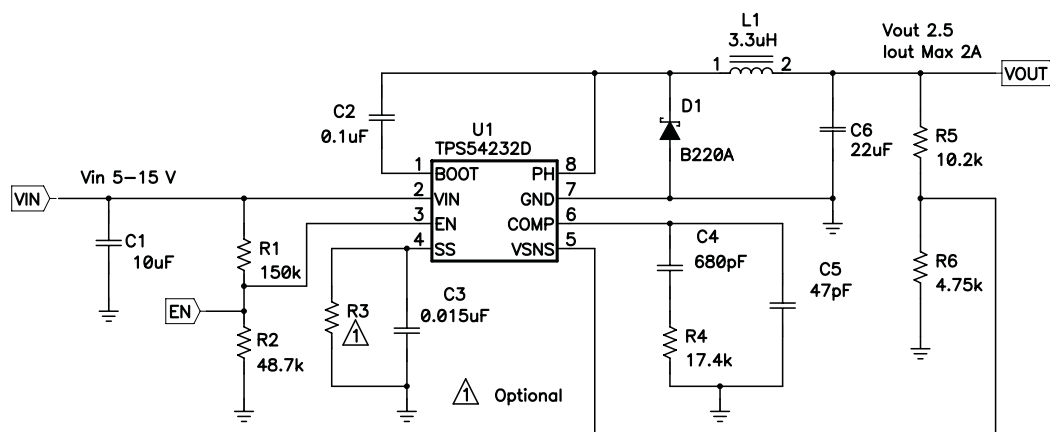 L1
3.3uH
1 2
Vout 2.5
Iout Max 2A
VOUT
C2
0.1uF
D1
B220A
C6
22uF
R5
10.2k
U1
TPS54232D
1 BOOT PH 8
2 VIN GND 7
3 EN COMP 6
4 SS VSNS 5
Vin 5-15 V
VIN
C1
10uF
R1
150k
EN
R2
48.7k
R3
1
C3
0.015uF
C4
680pF
C5
47pF
R4
17.4k
R6
4.75k
1 Optional